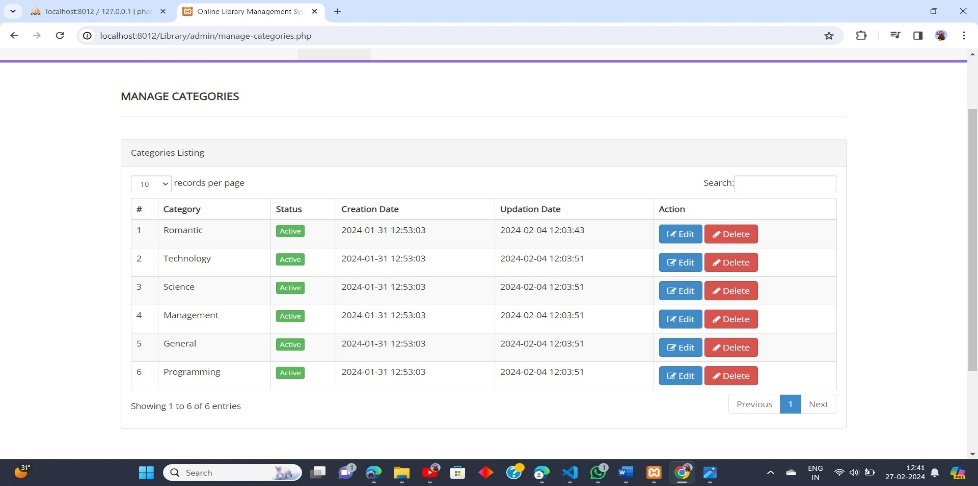 localhost:8012 / 127.0.0.1 | php
Online Library Management Sys
localhost:8012/Library/admin/manage-categories.php
MANAGE CATEGORIES
Categories Listing
10 records per page
Search:
# Category Status Creation Date Updation Date Action
1 Romantic Active 2024-01-31 12:53:03 2024-02-04 12:03:43 Edit Delete
2 Technology Active 2024-01-31 12:53:03 2024-02-04 12:03:51 Edit Delete
3 Science Active 2024-01-31 12:53:03 2024-02-04 12:03:51 Edit Delete
4 Management Active 2024-01-31 12:53:03 2024-02-04 12:03:51 Edit Delete
5 General Active 2024-01-31 12:53:03 2024-02-04 12:03:51 Edit Delete
6 Programming Active 2024-01-31 12:53:03 2024-02-04 12:03:51 Edit Delete
Showing 1 to 6 of 6 entries
Previous 1 Next
31°
Search
ENG
IN
12:41
27-02-2024